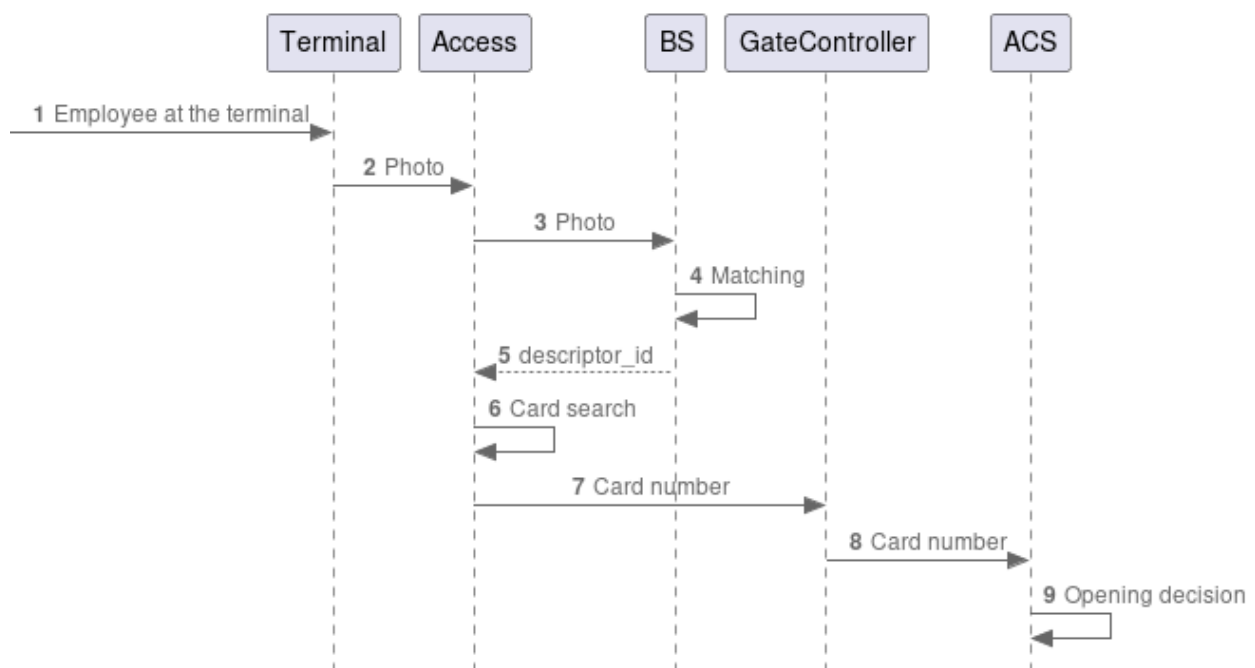 Terminal
Access
BS
GateController
ACS
1 Employee at the terminal
2 Photo
3 Photo
4 Matching
5 descriptor_id
6 Card search
7 Card number
8 Card number
9 Opening decision